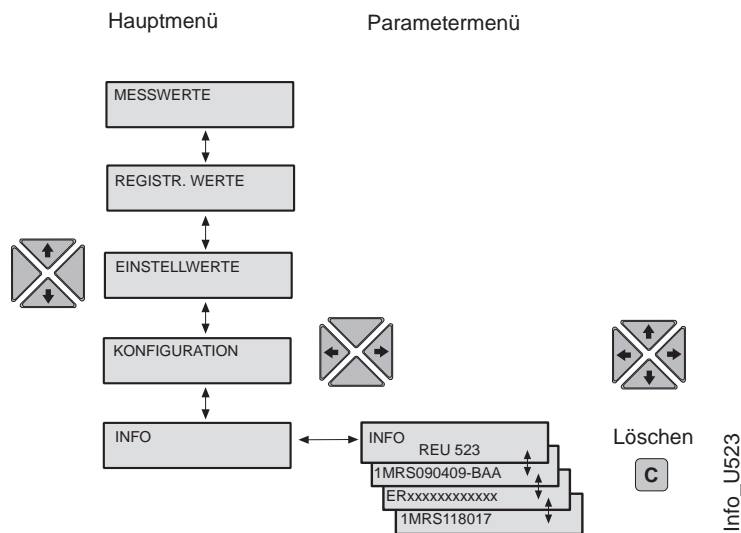 Hauptmenü
Parametermenü
MESSWERTE
REGISTR. WERTE
EINSTELLWERTE
KONFIGURATION
INFO
INFO
REU 523
1MRS090409-BAA
ERxxxxxxxxxxxx
1MRS118017
Löschen
C
Info_U523